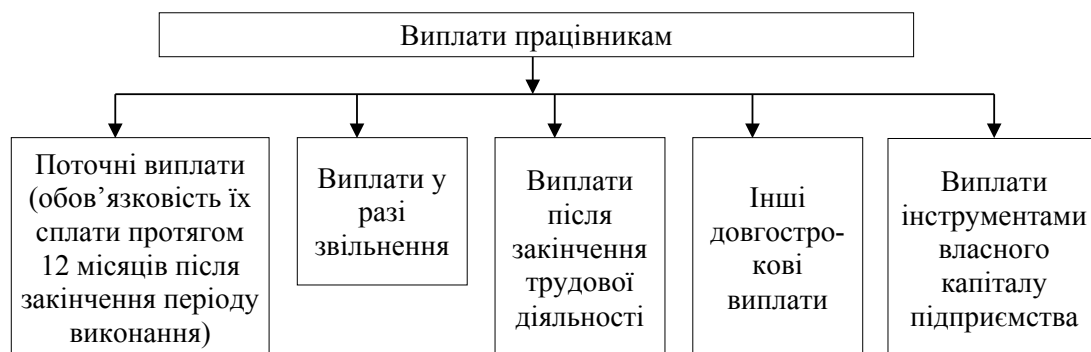 Виплати працівникам
Поточні виплати
(обов’язковість їх
сплати протягом
12 місяців після
закінчення періоду
виконання)
Виплати у
разі
звільнення
Виплати
після
закінчення
трудової
діяльності
Інші
довгостро-
кові
виплати
Виплати
інструментами
власного
капіталу
підприємства